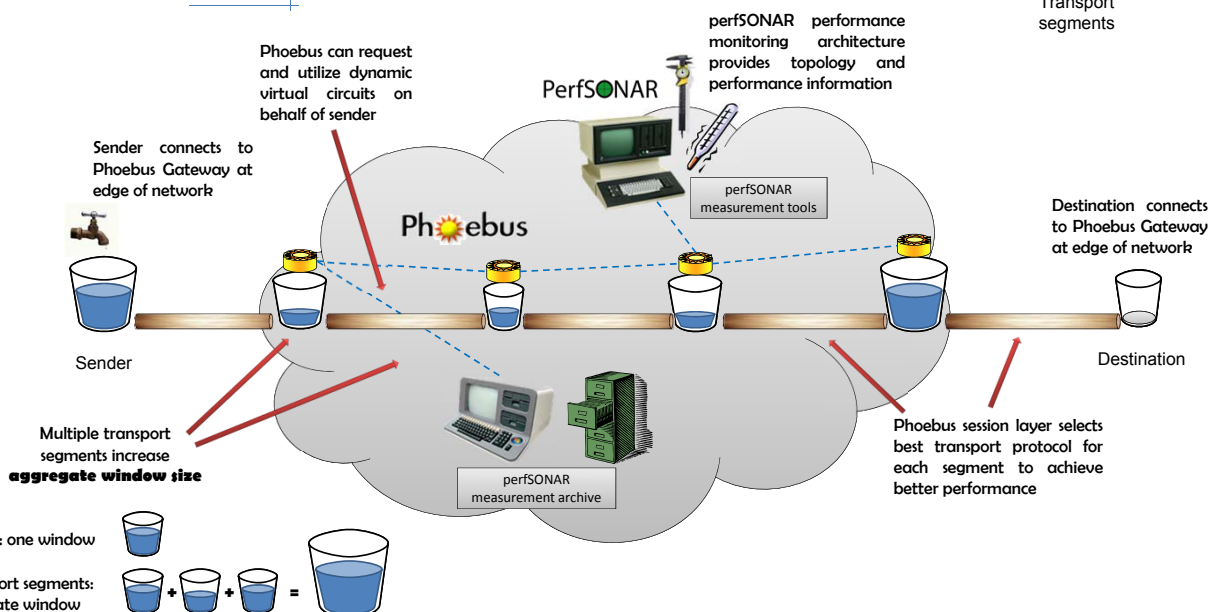 Transport
segments
perfSONAR performance
monitoring architecture
provides topology and
performance information
Phoebus can request
and utilize dynamic
virtual circuits on
behalf of sender
PerfSONAR
Sender connects to
Phoebus Gateway at
edge of network
perfSONAR
measurement tools
Destination connects
to Phoebus Gateway
at edge of network
Phoebus
Sender
Destination
Multiple transport
segments increase
aggregate window size
Phoebus session layer selects
best transport protocol for
each segment to achieve
better performance
perfSONAR
measurement archive
: one window
ort segments:
ate window
+ + =